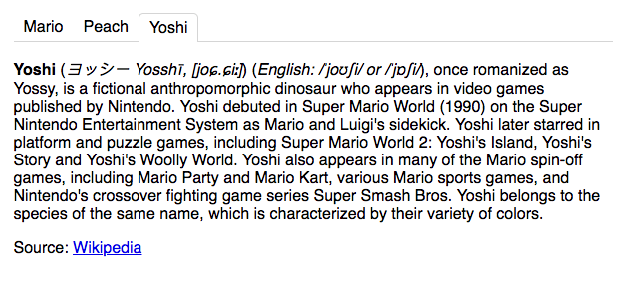 Mario Peach Yoshi
Yoshi (ヨッシー Yosshī, [joɕ.ɕiː]) (English: /ˈjoʊʃi/ or /ˈjɒʃi/), once romanized as
Yossy, is a fictional anthropomorphic dinosaur who appears in video games
published by Nintendo. Yoshi debuted in Super Mario World (1990) on the Super
Nintendo Entertainment System as Mario and Luigi's sidekick. Yoshi later starred in
platform and puzzle games, including Super Mario World 2: Yoshi's Island, Yoshi's
Story and Yoshi's Woolly World. Yoshi also appears in many of the Mario spin-off
games, including Mario Party and Mario Kart, various Mario sports games, and
Nintendo's crossover fighting game series Super Smash Bros. Yoshi belongs to the
species of the same name, which is characterized by their variety of colors.
Source: Wikipedia